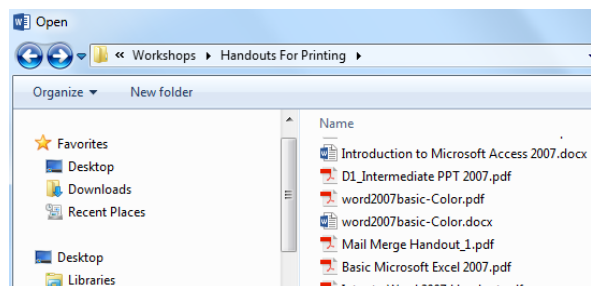 Open
« Workshops ▸ Handouts For Printing ▸
Organize ▾ New folder
Favorites
Desktop
Downloads
Recent Places
Desktop
Libraries
Name
Introduction to Microsoft Access 2007.docx
D1_Intermediate PPT 2007.pdf
word2007basic-Color.pdf
word2007basic-Color.docx
Mail Merge Handout_1.pdf
Basic Microsoft Excel 2007.pdf